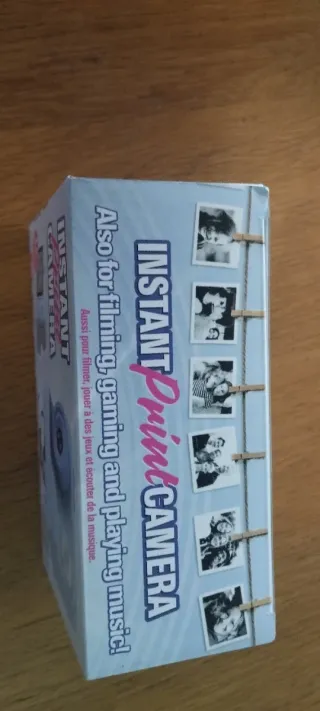 INSTANT Print CAMERA
Also for filming, gaming and playing music!
Aussi pour filmer, jouer à des jeux et écouter de la musique.
INSTANT
Print
CAMERA